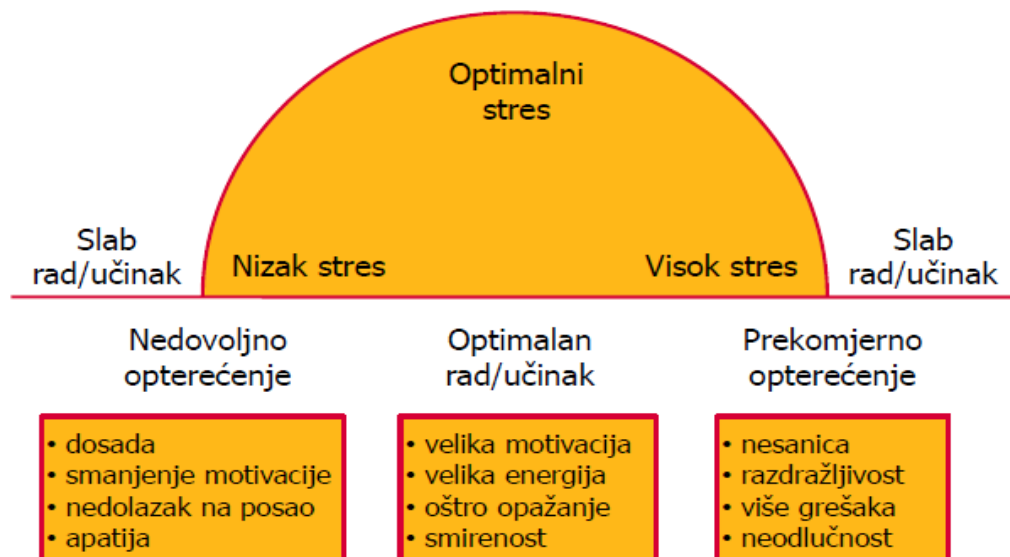 Optimalni
stres
Slab
rad/učinak
Nizak stres
Visok stres
Slab
rad/učinak
Nedovoljno
opterećenje
Optimalan
rad/učinak
Prekomjerno
opterećenje
• dosada
• smanjenje motivacije
• nedolazak na posao
• apatija
• velika motivacija
• velika energija
• oštro opažanje
• smirenost
• nesanica
• razdražljivost
• više grešaka
• neodlučnost